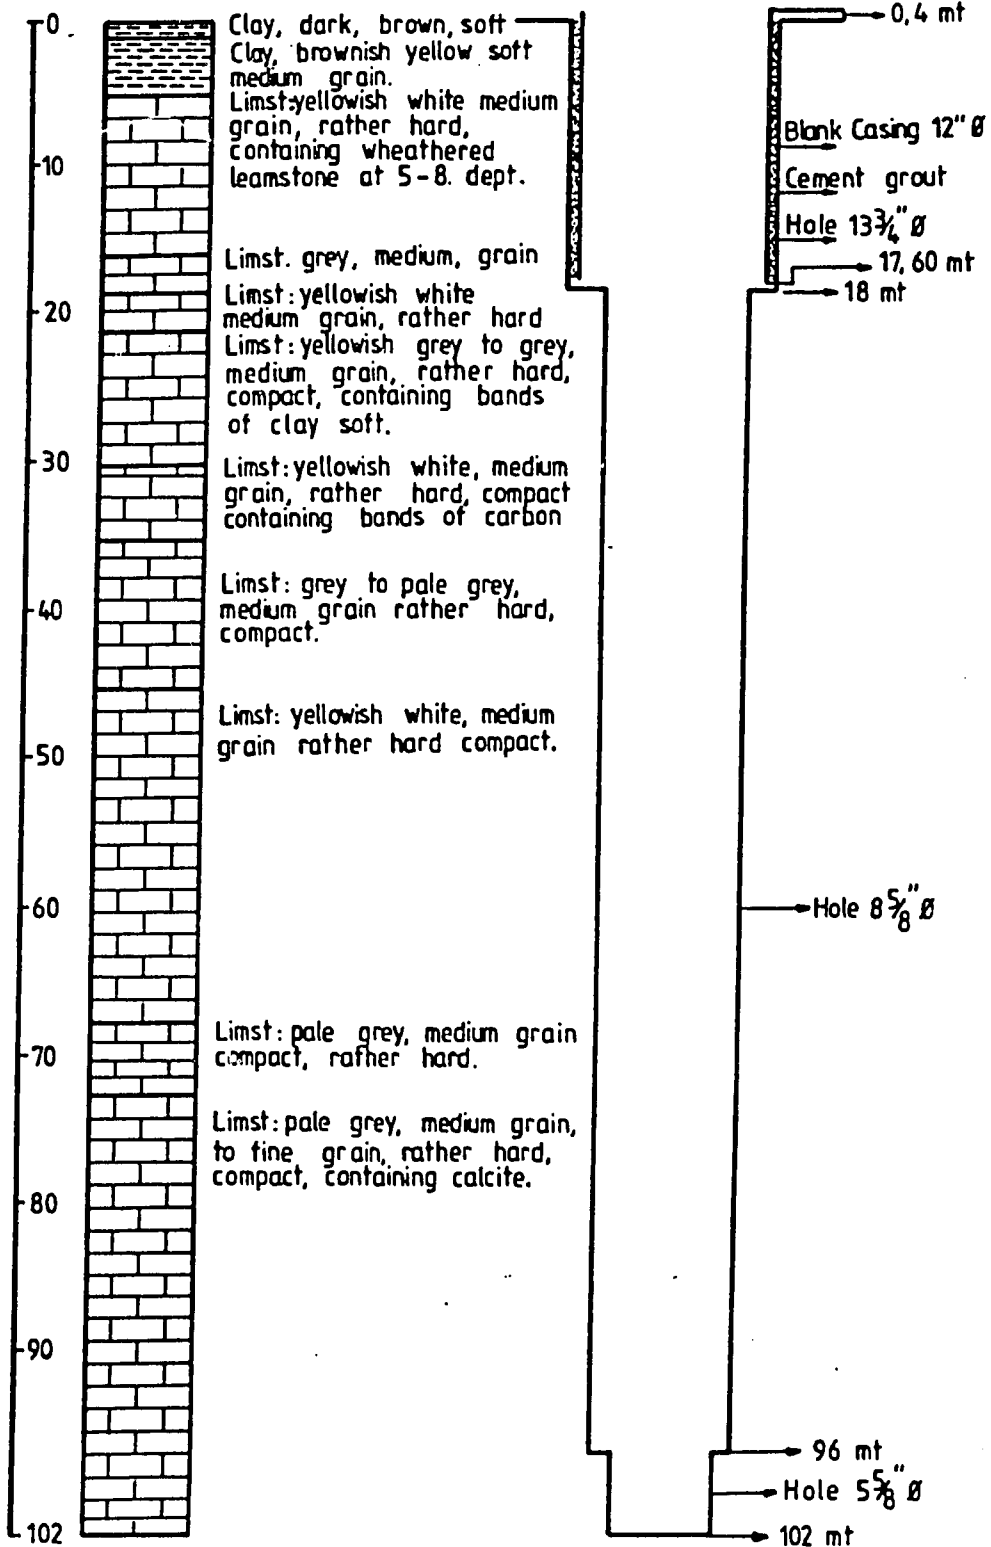 0
10
20
30
40
50
60
70
80
90
102
Clay, dark, brown, soft
Clay, brownish yellow soft
medium grain.
Limst:yellowish white medium
grain, rather hard,
containing wheathered
leamstone at 5-8. dept.
Limst. grey, medium, grain
Limst: yellowish white
medium grain, rather hard
Limst: yellowish grey to grey,
medium grain, rather hard,
compact, containing bands
of clay soft.
Limst: yellowish white, medium
grain, rather hard, compact
containing bands of carbon
Limst: grey to pale grey,
medium grain rather hard,
compact.
Limst: yellowish white, medium
grain rather hard compact.
Limst: pale grey, medium grain
compact, rather hard.
Limst: pale grey, medium grain,
to fine grain, rather hard,
compact, containing calcite.
0,4 mt
Blank Casing 12" Ø
Cement grout
Hole 13 3/4" Ø
17,60 mt
18 mt
Hole 8 5/8" Ø
96 mt
Hole 5 5/8" Ø
102 mt